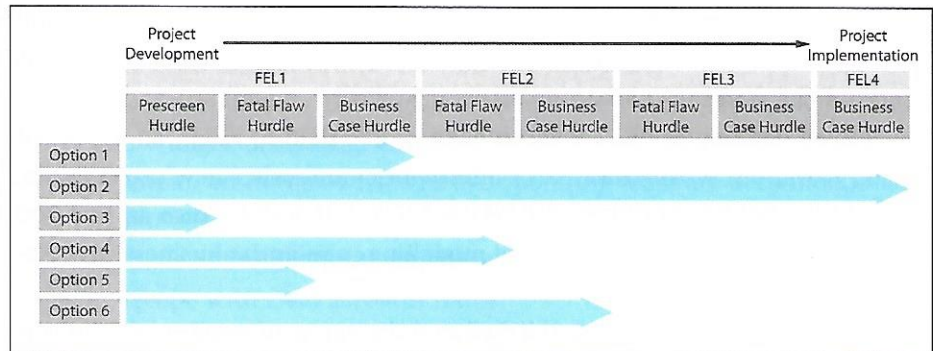 Project
Development
Project
Implementation
FEL1
FEL2
FEL3
FEL4
Prescreen
Hurdle
Fatal Flaw
Hurdle
Business
Case Hurdle
Fatal Flaw
Hurdle
Business
Case Hurdle
Fatal Flaw
Hurdle
Business
Case Hurdle
Business
Case Hurdle
Option 1
Option 2
Option 3
Option 4
Option 5
Option 6